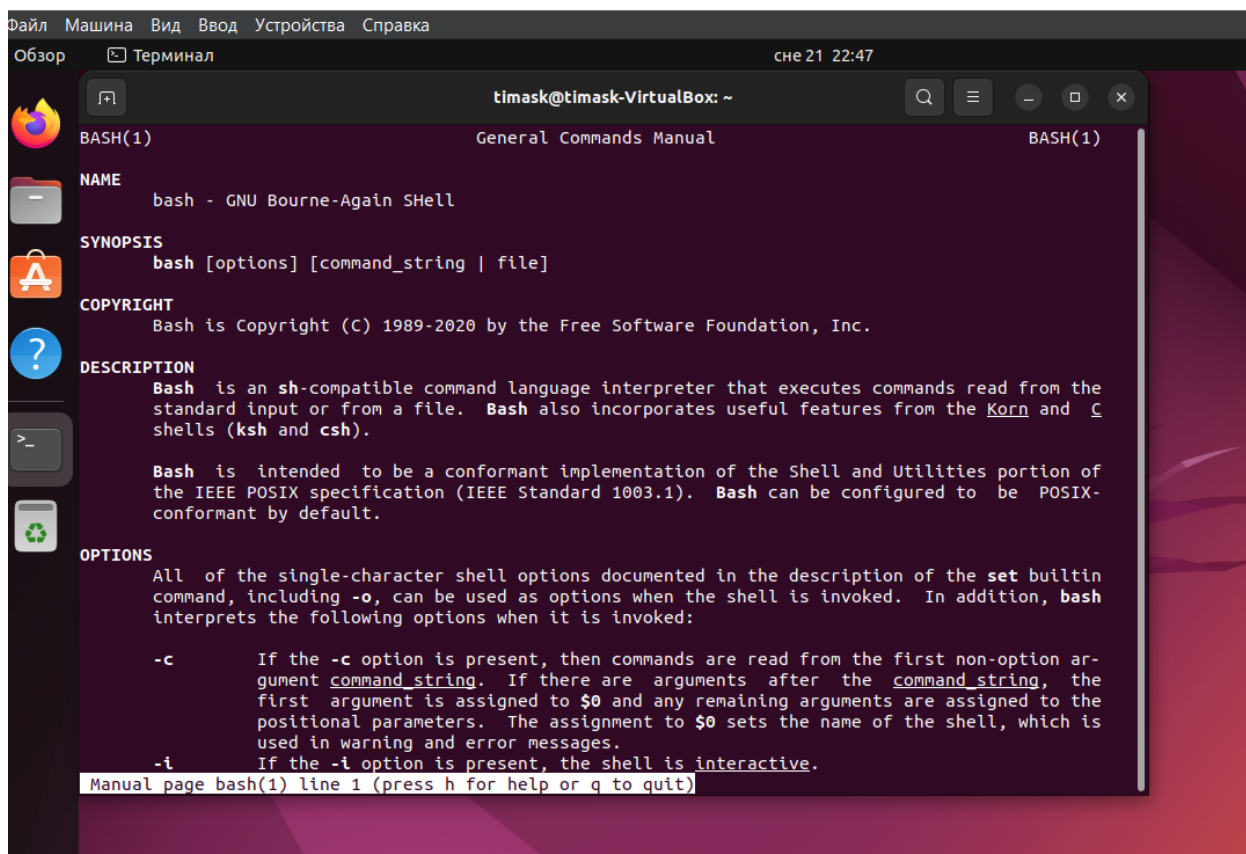 Файл Машина Вид Ввод Устройства Справка
Обзор Терминал сне 21 22:47
timask@timask-VirtualBox: ~
BASH(1) General Commands Manual BASH(1)
NAME
bash - GNU Bourne-Again SHell
SYNOPSIS
bash [options] [command_string | file]
COPYRIGHT
Bash is Copyright (C) 1989-2020 by the Free Software Foundation, Inc.
DESCRIPTION
Bash is an sh-compatible command language interpreter that executes commands read from the
standard input or from a file. Bash also incorporates useful features from the Korn and C
shells (ksh and csh).
Bash is intended to be a conformant implementation of the Shell and Utilities portion of
the IEEE POSIX specification (IEEE Standard 1003.1). Bash can be configured to be POSIX-
conformant by default.
OPTIONS
All of the single-character shell options documented in the description of the set builtin
command, including -o, can be used as options when the shell is invoked. In addition, bash
interprets the following options when it is invoked:
-c If the -c option is present, then commands are read from the first non-option ar-
gument command_string. If there are arguments after the command_string, the
first argument is assigned to $0 and any remaining arguments are assigned to the
positional parameters. The assignment to $0 sets the name of the shell, which is
used in warning and error messages.
-i If the -i option is present, the shell is interactive.
Manual page bash(1) line 1 (press h for help or q to quit)